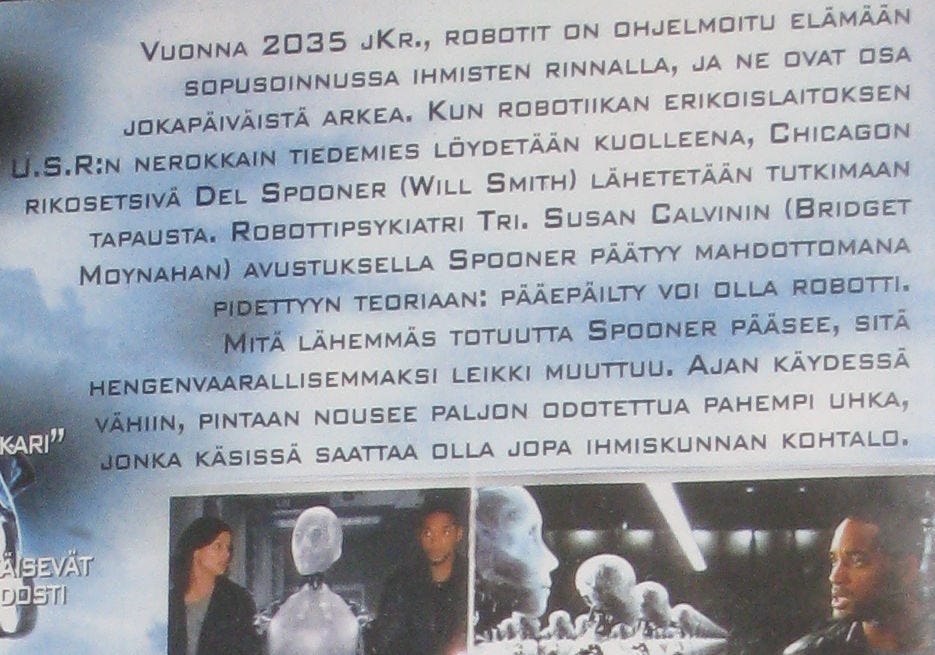 Vuonna 2035 jKr., robotit on ohjelmoitu elämään
sopusoinnussa ihmisten rinnalla, ja ne ovat osa
jokapäiväistä arkea. Kun robotiikan erikoislaitoksen
U.S.R:n nerokkain tiedemies löydetään kuolleena, Chicagon
rikosetsivä Del Spooner (Will Smith) lähetetään tutkimaan
tapausta. Robottipsykiatri Tri. Susan Calvinin (Bridget
Moynahan) avustuksella Spooner päätyy mahdottomana
pidettyyn teoriaan: pääepäilty voi olla robotti.
Mitä lähemmäs totuutta Spooner pääsee, sitä
hengenvaarallisemmaksi leikki muuttuu. Ajan käydessä
vähiin, pintaan nousee paljon odotettua pahempi uhka,
jonka käsissä saattaa olla jopa ihmiskunnan kohtalo.
KARI”
ÄISEVÄT
DOSTI